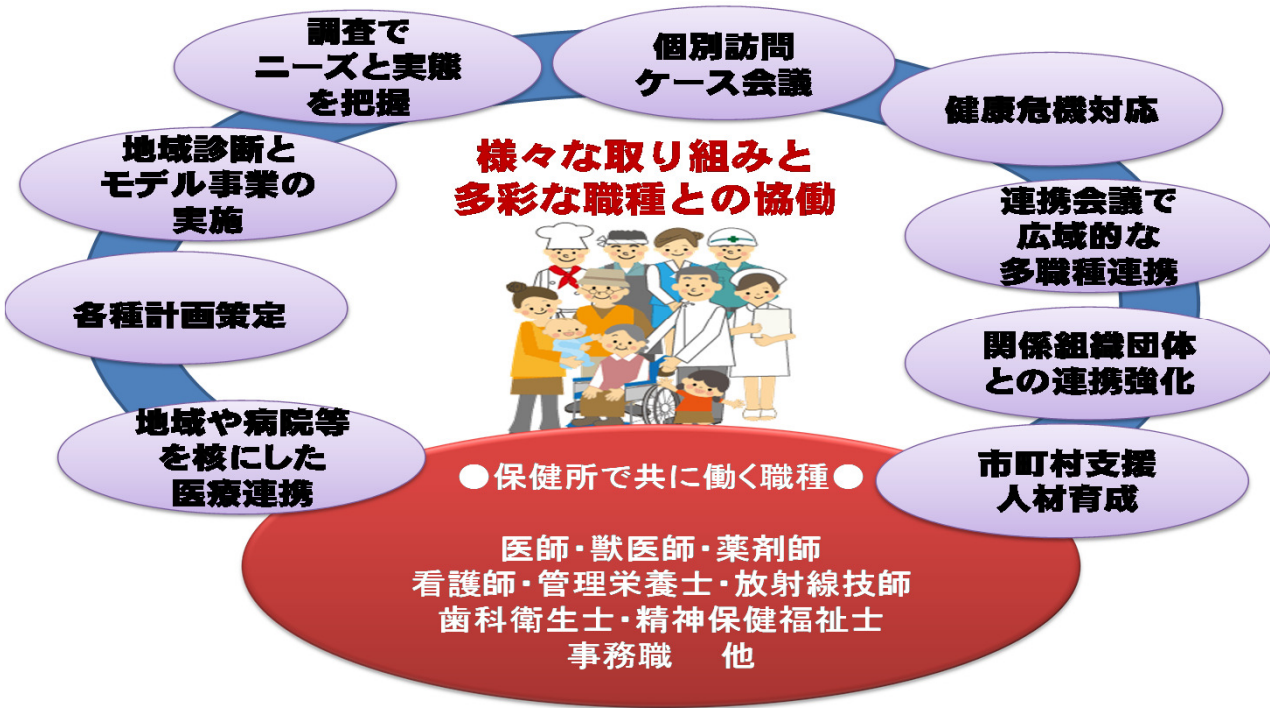 調査で
ニーズと実態
を把握
個別訪問
ケース会議
健康危機対応
地域診断と
モデル事業の
実施
様々な取り組みと
多彩な職種との協働
連携会議で
広域的な
多職種連携
各種計画策定
関係組織団体
との連携強化
地域や病院等
を核にした
医療連携
市町村支援
人材育成
●保健所で共に働く職種●
医師・獣医師・薬剤師
看護師・管理栄養士・放射線技師
歯科衛生士・精神保健福祉士
事務職　他